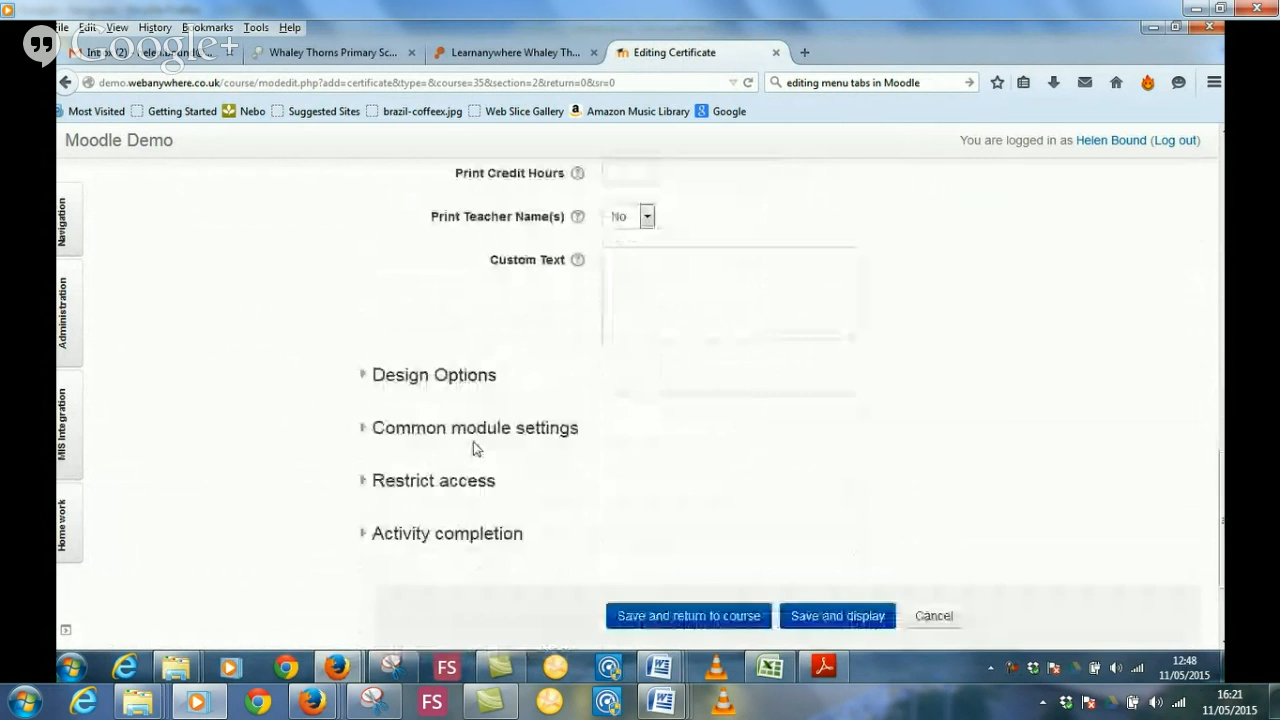 File Edit View History Bookmarks Tools Help
Google+
Inbox (2)
Whaley Thorns Primary Sc...
Learnanywhere Whaley Th...
Editing Certificate
demo.webanywhere.co.uk/course/modedit.php?add=certificate&type=&course=35&section=2&return=0&sr=0
editing menu tabs in Moodle
Most Visited Getting Started Nebo Suggested Sites brazil-coffeex.jpg Web Slice Gallery Amazon Music Library Google
Moodle Demo
You are logged in as Helen Bound (Log out)
Navigation
Administration
MIS Integration
Homework
Print Credit Hours
Print Teacher Name(s) No
Custom Text
Design Options
Common module settings
Restrict access
Activity completion
Save and return to course Save and display Cancel
FS
12:48
11/05/2015
FS
16:21
11/05/2015